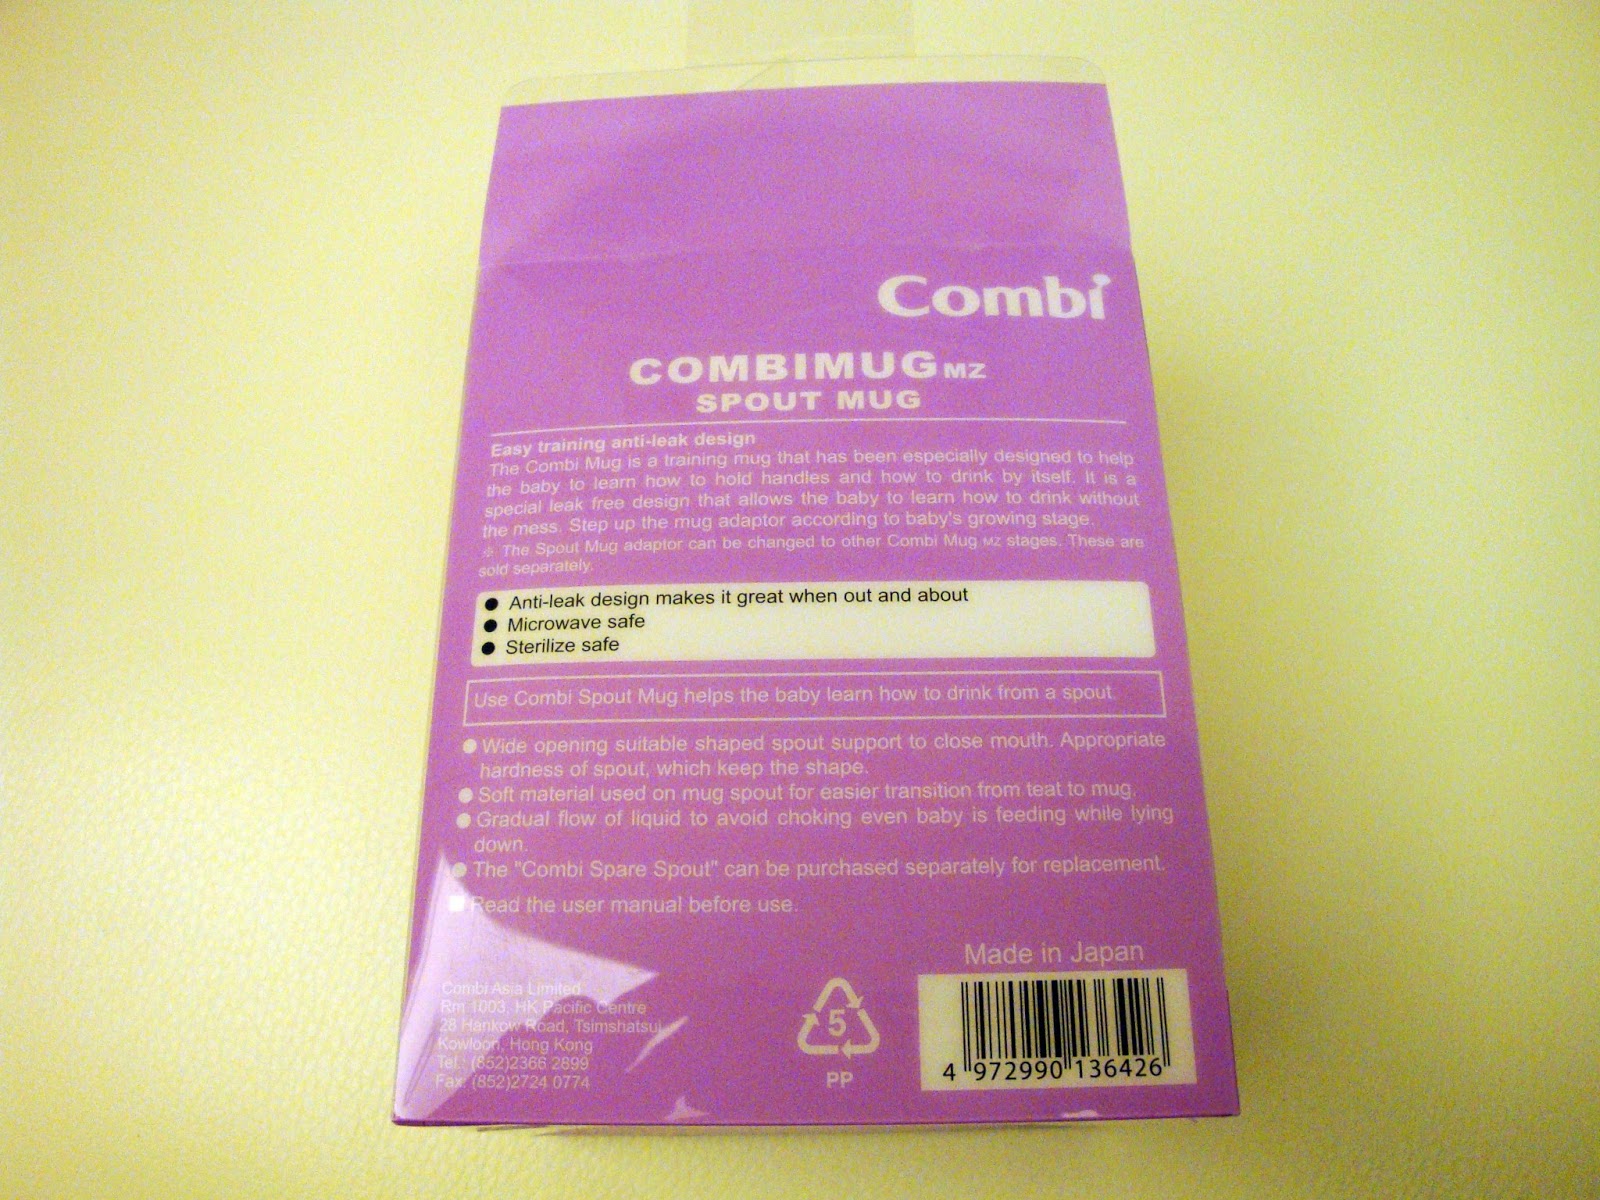 Combi
COMBIMUG MZ
SPOUT MUG
Easy training anti-leak design
The Combi Mug is a training mug that has been especially designed to help
the baby to learn how to hold handles and how to drink by itself. It is a
special leak free design that allows the baby to learn how to drink without
the mess. Step up the mug adaptor according to baby's growing stage.
※ The Spout Mug adaptor can be changed to other Combi Mug MZ stages. These are
sold separately.
● Anti-leak design makes it great when out and about
● Microwave safe
● Sterilize safe
Use Combi Spout Mug helps the baby learn how to drink from a spout.
● Wide opening suitable shaped spout support to close mouth. Appropriate
hardness of spout, which keep the shape.
● Soft material used on mug spout for easier transition from teat to mug.
● Gradual flow of liquid to avoid choking even baby is feeding while lying
down.
● The "Combi Spare Spout" can be purchased separately for replacement.
■ Read the user manual before use.
Combi Asia Limited
Rm 1003, HK Pacific Centre
28 Hankow Road, Tsimshatsui,
Kowloon, Hong Kong
Tel.: (852)2366 2899
Fax: (852)2724 0774
5
PP
Made in Japan
4 972990 136426